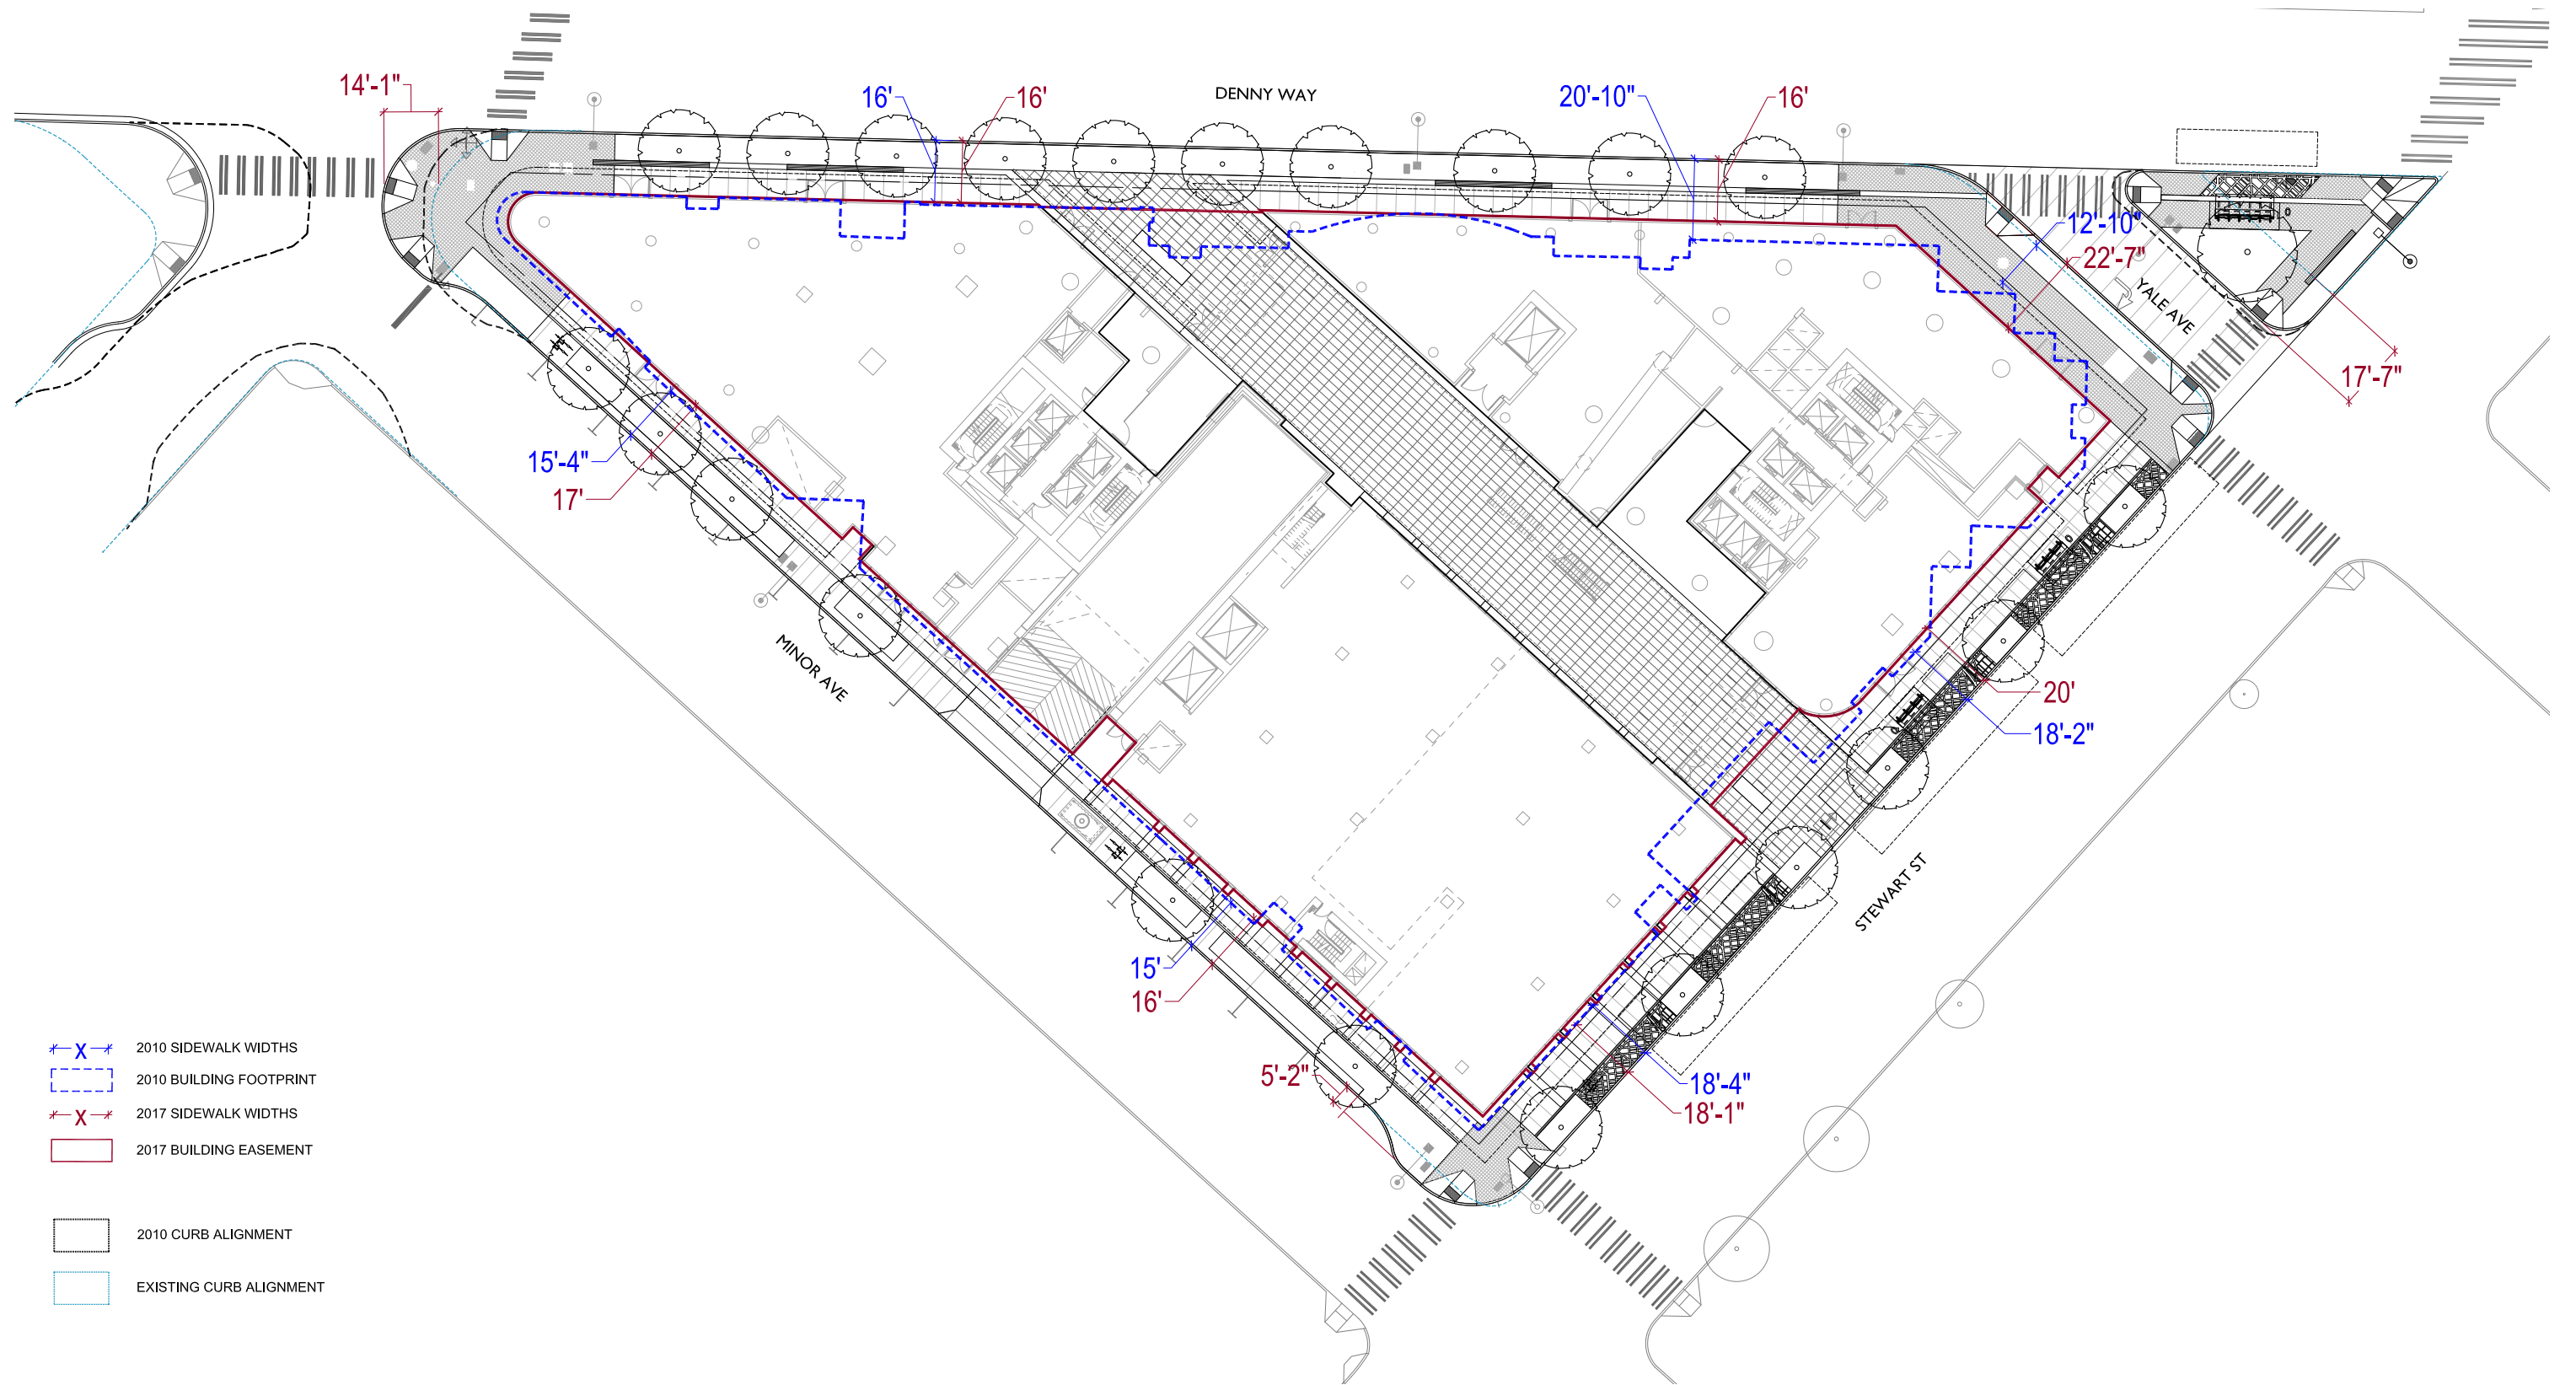 14'-1"
16'
16'
DENNY WAY
20'-10"
16'
12'-10"
22'-7"
YALE AVE
17'-7"
15'-4"
17'
MINOR AVE
20'
18'-2"
STEWART ST
15'
16'
5'-2"
18'-4"
18'-1"
X 2010 SIDEWALK WIDTHS
2010 BUILDING FOOTPRINT
X 2017 SIDEWALK WIDTHS
2017 BUILDING EASEMENT
2010 CURB ALIGNMENT
EXISTING CURB ALIGNMENT